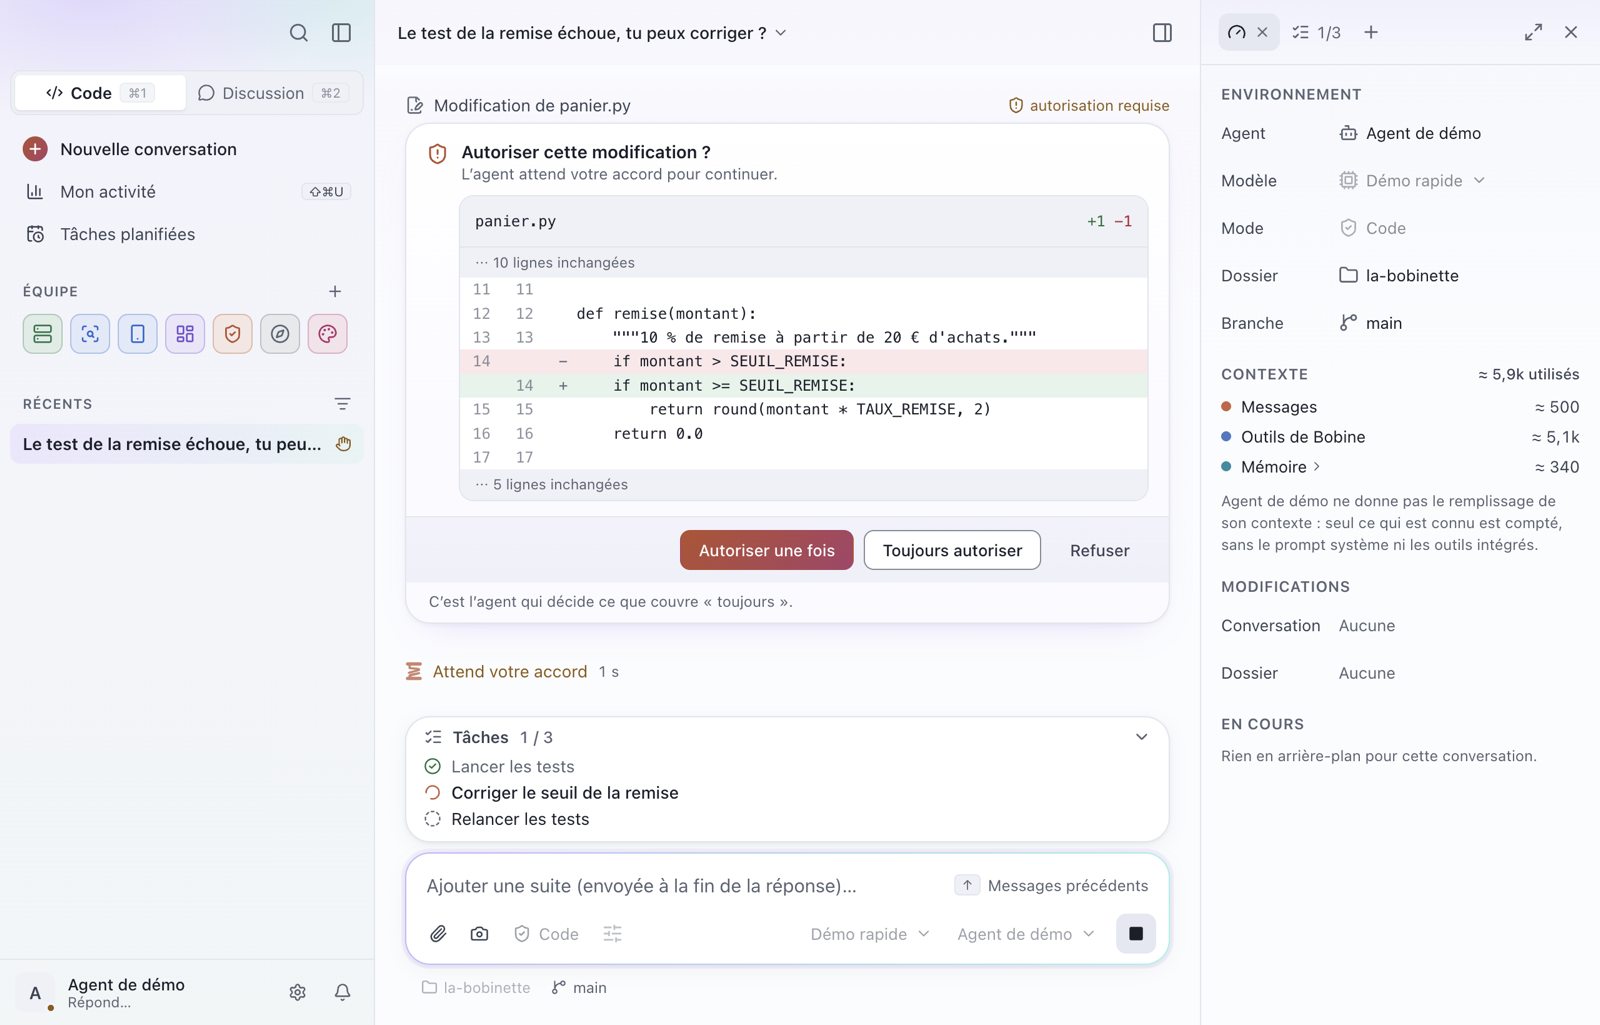 Code ⌘1
Discussion ⌘2
Nouvelle conversation
Mon activité ⇧⌘U
Tâches planifiées
ÉQUIPE
RÉCENTS
Le test de la remise échoue, tu peu...
A
Agent de démo
Répond...
Le test de la remise échoue, tu peux corriger ?
Modification de panier.py
autorisation requise
Autoriser cette modification ?
L’agent attend votre accord pour continuer.
panier.py +1 −1
··· 10 lignes inchangées
11 11
12 12 def remise(montant):
13 13 """10 % de remise à partir de 20 € d'achats."""
14 − if montant > SEUIL_REMISE:
14 + if montant >= SEUIL_REMISE:
15 15 return round(montant * TAUX_REMISE, 2)
16 16 return 0.0
17 17
··· 5 lignes inchangées
Autoriser une fois
Toujours autoriser
Refuser
C’est l’agent qui décide ce que couvre « toujours ».
Attend votre accord 1 s
Tâches 1 / 3
Lancer les tests
Corriger le seuil de la remise
Relancer les tests
Ajouter une suite (envoyée à la fin de la réponse)...
↑ Messages précédents
Code
Démo rapide
Agent de démo
la-bobinette
main
1/3
ENVIRONNEMENT
Agent Agent de démo
Modèle Démo rapide
Mode Code
Dossier la-bobinette
Branche main
CONTEXTE ≈ 5,9k utilisés
Messages ≈ 500
Outils de Bobine ≈ 5,1k
Mémoire ≈ 340
Agent de démo ne donne pas le remplissage de
son contexte : seul ce qui est connu est compté,
sans le prompt système ni les outils intégrés.
MODIFICATIONS
Conversation Aucune
Dossier Aucune
EN COURS
Rien en arrière-plan pour cette conversation.